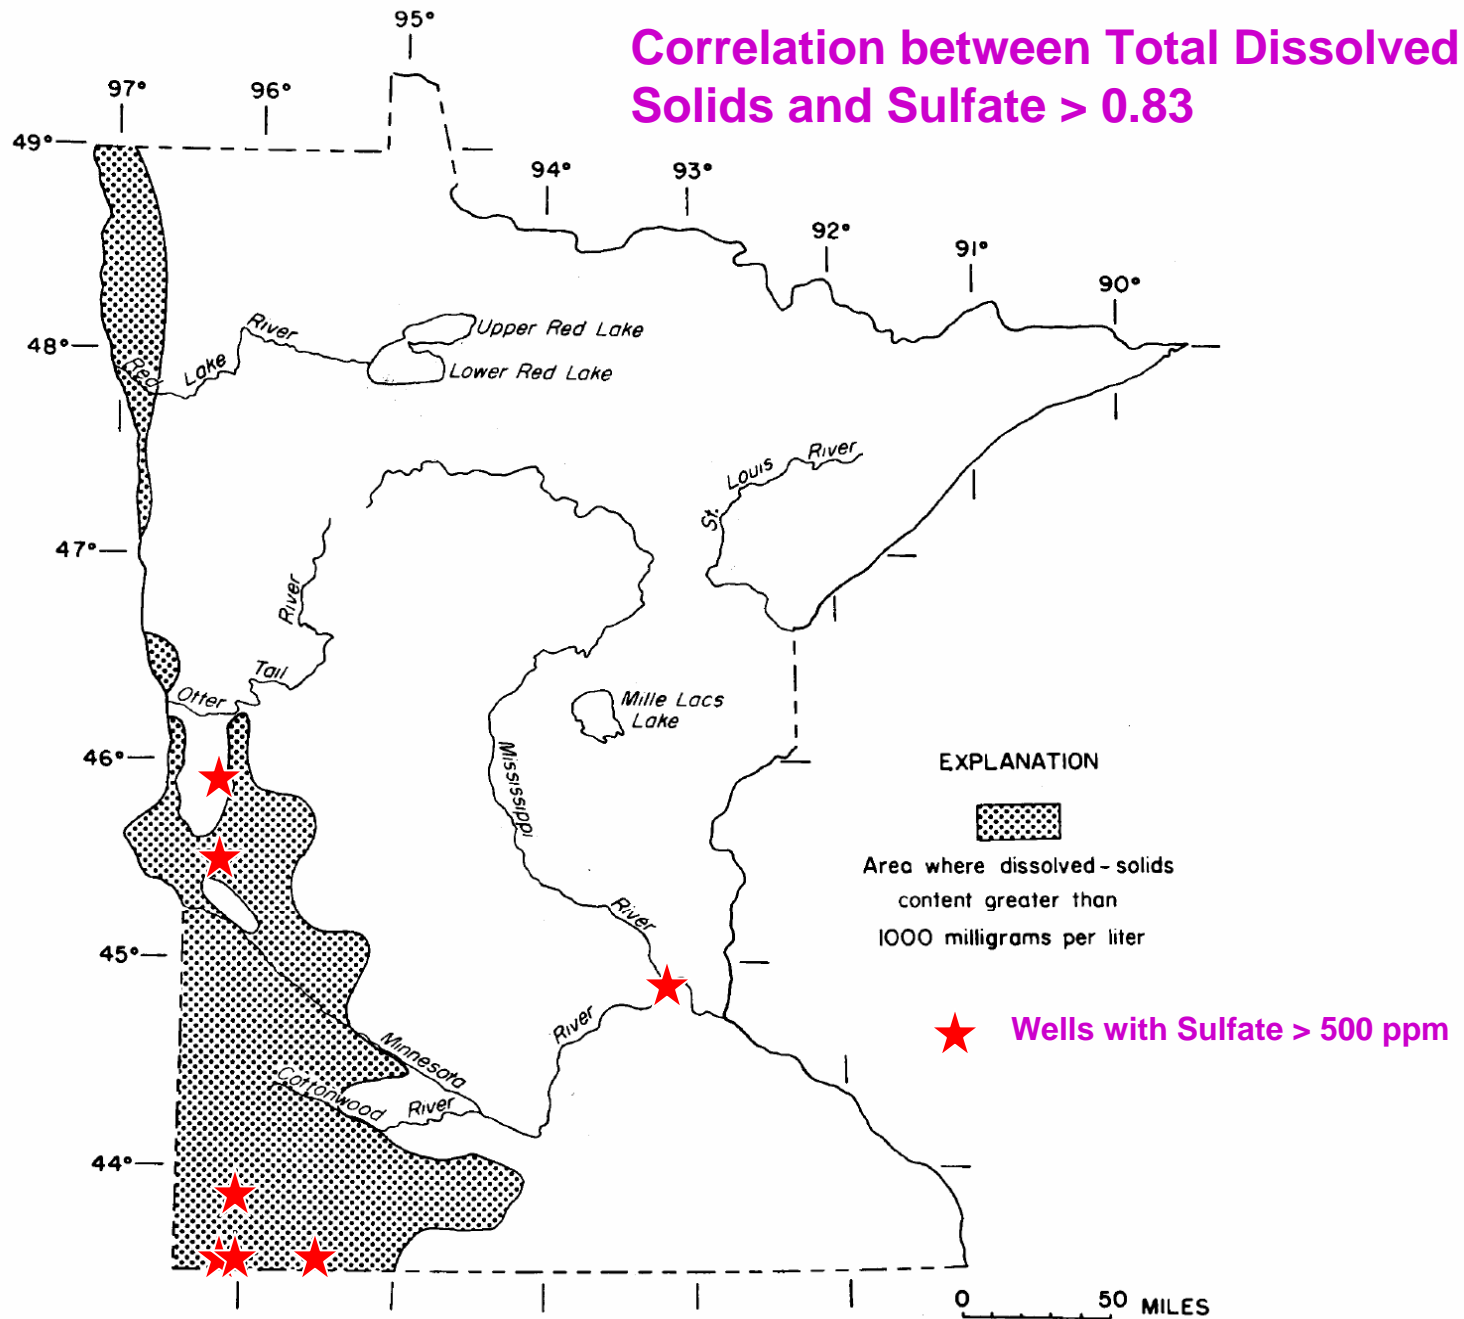 Correlation between Total Dissolved
Solids and Sulfate > 0.83
95°
97°
96°
49°
94°
93°
92°
91°
90°
48°
Red Lake River
Upper Red Lake
Lower Red Lake
St. Louis River
47°
River
Tail
Otter
Mille Lacs
Lake
46°
Mississippi
River
EXPLANATION
Area where dissolved-solids
content greater than
1000 milligrams per liter
45°
River
Minnesota
Wells with Sulfate > 500 ppm
Cottonwood River
44°
0 50 MILES